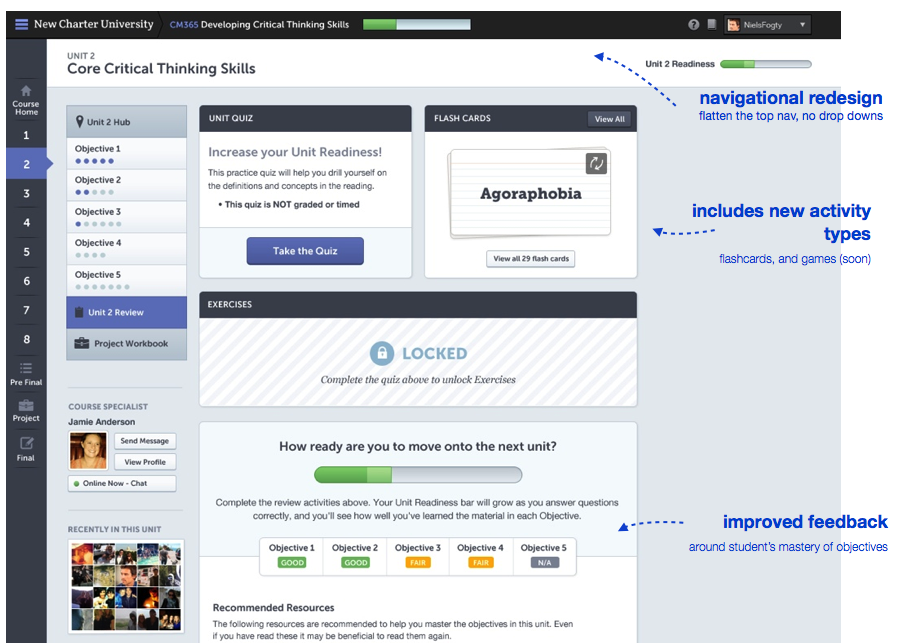 New Charter University
CM365 Developing Critical Thinking Skills
?
NielsFogty
UNIT 2
Core Critical Thinking Skills
Unit 2 Readiness
navigational redesign
flatten the top nav, no drop downs
Course
Home
1
2
3
4
5
6
7
8
Pre Final
Project
Final
Unit 2 Hub
Objective 1
Objective 2
Objective 3
Objective 4
Objective 5
Unit 2 Review
Project Workbook
UNIT QUIZ
Increase your Unit Readiness!
This practice quiz will help you drill yourself on
the definitions and concepts in the reading.
• This quiz is NOT graded or timed
Take the Quiz
FLASH CARDS
View All
Agoraphobia
View all 29 flash cards
includes new activity
types
flashcards, and games (soon)
EXERCISES
LOCKED
Complete the quiz above to unlock Exercises
COURSE SPECIALIST
Jamie Anderson
Send Message
View Profile
Online Now - Chat
RECENTLY IN THIS UNIT
How ready are you to move onto the next unit?
Complete the review activities above. Your Unit Readiness bar will grow as you answer questions
correctly, and you'll see how well you've learned the material in each Objective.
Objective 1 Objective 2 Objective 3 Objective 4 Objective 5
GOOD GOOD FAIR FAIR N/A
improved feedback
around student's mastery of objectives
Recommended Resources
The following resources are recommended to help you master the objectives in this unit. Even
if you have read these it may be beneficial to read them again.